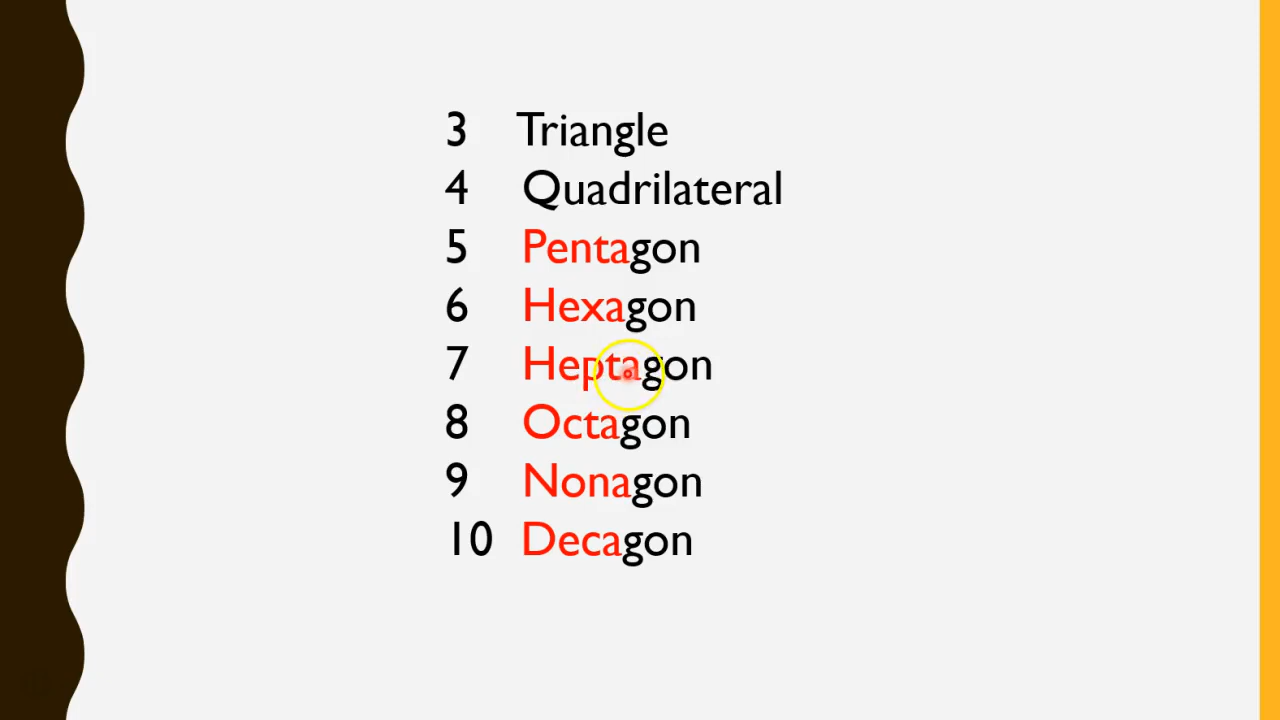 3 Triangle
4 Quadrilateral
5 Pentagon
6 Hexagon
7 Heptagon
8 Octagon
9 Nonagon
10 Decagon